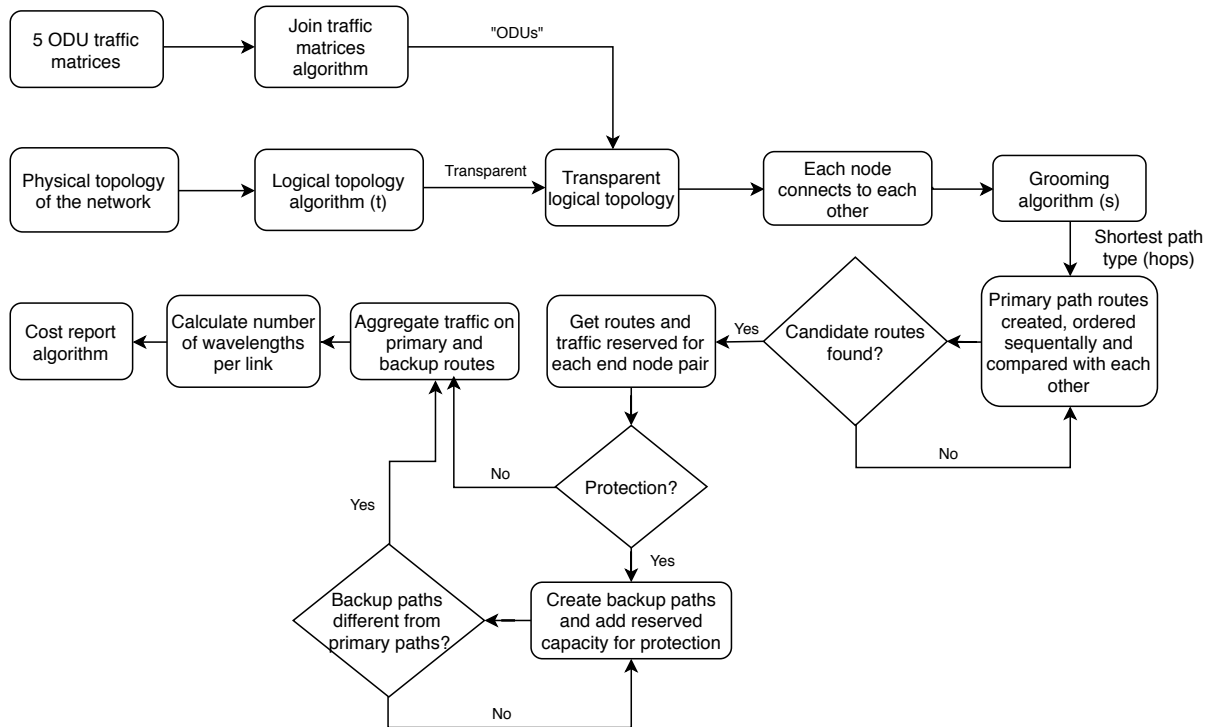 5 ODU traffic
matrices
Join traffic
matrices
algorithm
"ODUs"
Physical topology
of the network
Logical topology
algorithm (t)
Transparent
Transparent
logical topology
Each node
connects to each
other
Grooming
algorithm (s)
Shortest path
type (hops)
Primary path routes
created, ordered
sequentially and
compared with each
other
Candidate routes
found?
No
Yes
Get routes and
traffic reserved for
each end node pair
Aggregate traffic on
primary and
backup routes
Calculate number
of wavelengths
per link
Cost report
algorithm
Protection?
No
Yes
Create backup paths
and add reserved
capacity for protection
Backup paths
different from
primary paths?
Yes
No